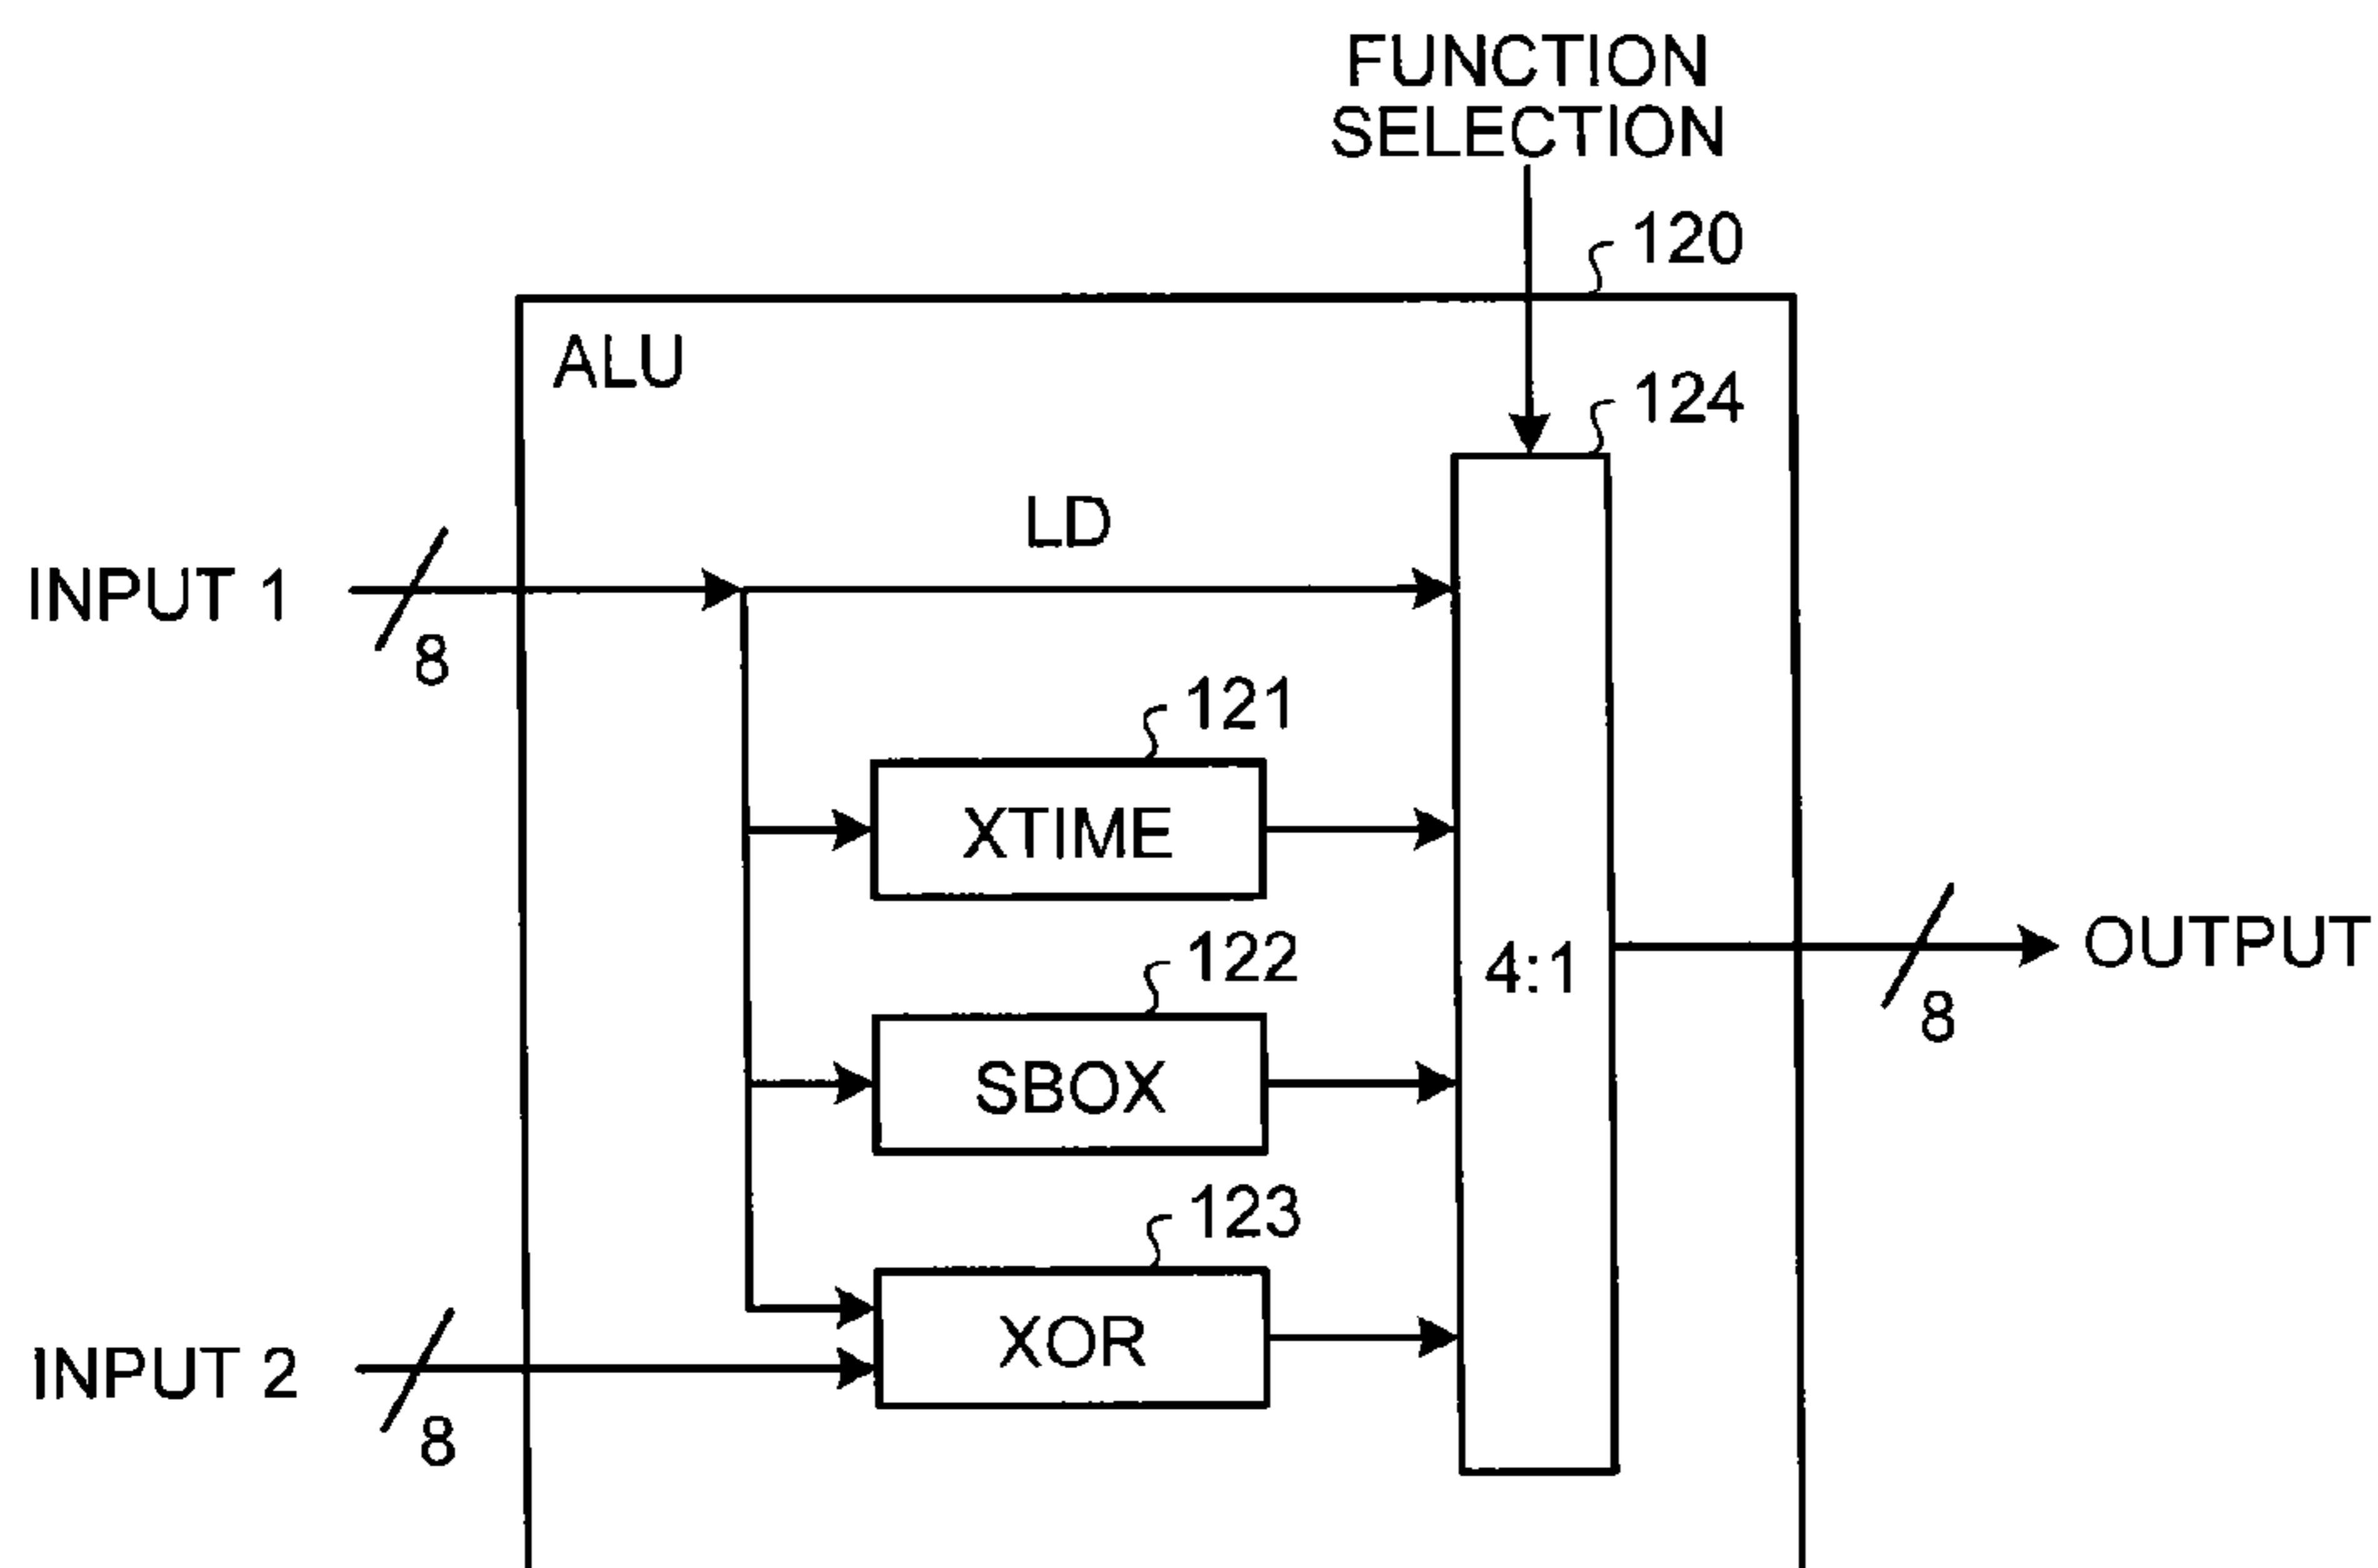 FUNCTION
SELECTION
120
ALU
124
LD
INPUT 1
8
121
XTIME
122
4:1
OUTPUT
8
SBOX
123
XOR
INPUT 2
8